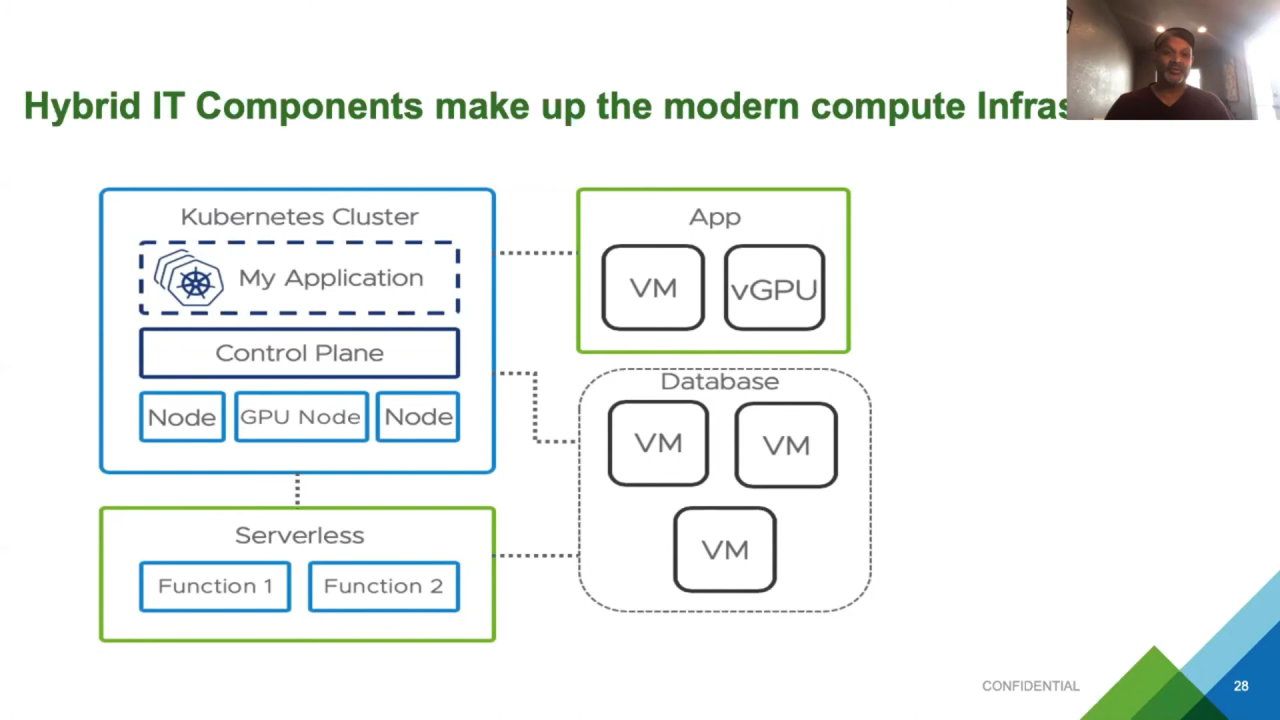 Hybrid IT Components make up the modern compute Infras
Kubernetes Cluster
My Application
Control Plane
Node
GPU Node
Node
App
VM
vGPU
Database
VM
VM
VM
Serverless
Function 1
Function 2
CONFIDENTIAL
28